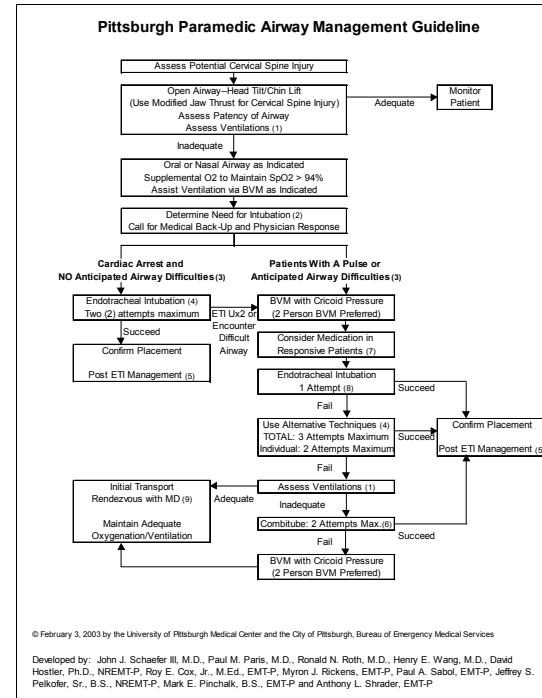 Pittsburgh Paramedic Airway Management Guideline
Assess Potential Cervical Spine Injury
Open Airway–Head Tilt/Chin Lift
(Use Modified Jaw Thrust for Cervical Spine Injury)
Assess Patency of Airway
Assess Ventilations (1)
Adequate
Monitor
Patient
Inadequate
Oral or Nasal Airway as Indicated
Supplemental O2 to Maintain SpO2 > 94%
Assist Ventilation via BVM as Indicated
Determine Need for Intubation (2)
Call for Medical Back-Up and Physician Response
Cardiac Arrest and
NO Anticipated Airway Difficulties (3)
Patients With A Pulse or
Anticipated Airway Difficulties (3)
Endotracheal Intubation (4)
Two (2) attempts maximum
ETI Ux2 or
Encounter
Difficult
Airway
BVM with Cricoid Pressure
(2 Person BVM Preferred)
Succeed
Confirm Placement
Post ETI Management (5)
Consider Medication in
Responsive Patients (7)
Endotracheal Intubation
1 Attempt (8)
Succeed
Fail
Use Alternative Techniques (4)
TOTAL: 3 Attempts Maximum
Individual: 2 Attempts Maximum
Succeed
Confirm Placement
Post ETI Management (5
Fail
Initial Transport
Rendezvous with MD (9)
Maintain Adequate
Oxygenation/Ventilation
Adequate
Assess Ventilations (1)
Inadequate
Combitube: 2 Attempts Max.(6)
Succeed
Fail
BVM with Cricoid Pressure
(2 Person BVM Preferred)
© February 3, 2003 by the University of Pittsburgh Medical Center and the City of Pittsburgh, Bureau of Emergency Medical Services
Developed by: John J. Schaefer III, M.D., Paul M. Paris, M.D., Ronald N. Roth, M.D., Henry E. Wang, M.D., David
Hostler, Ph.D., NREMT-P, Roy E. Cox, Jr., M.Ed., EMT-P, Myron J. Rickens, EMT-P, Paul A. Sabol, EMT-P, Jeffrey S.
Pelkofer, Sr., B.S., NREMT-P, Mark E. Pinchalk, B.S., EMT-P and Anthony L. Shrader, EMT-P